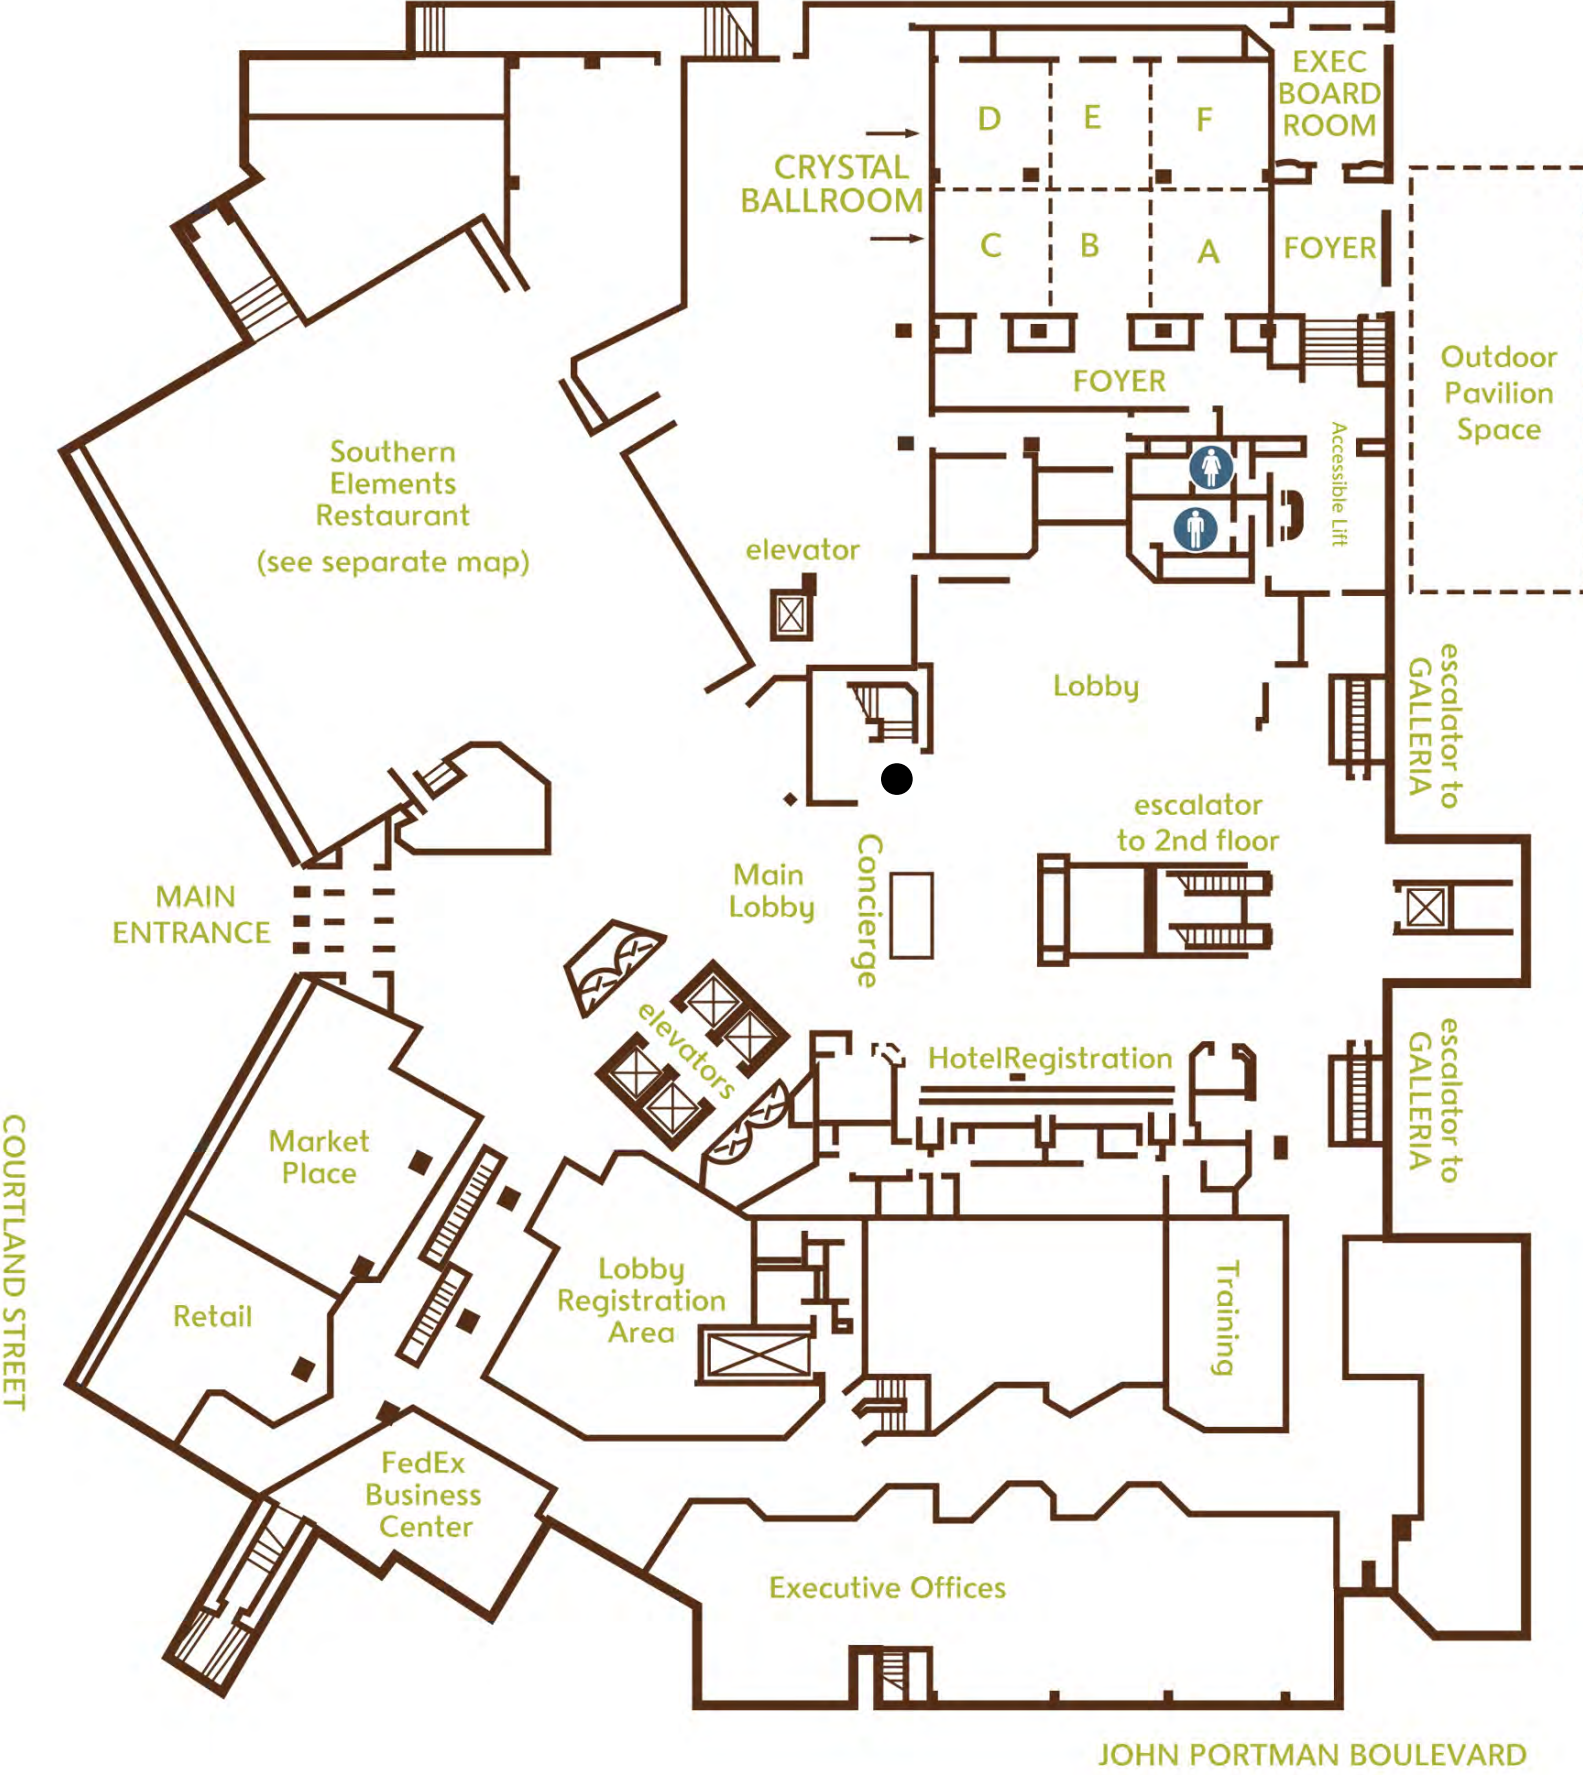 EXEC
BOARD
ROOM
D
E
F
CRYSTAL
BALLROOM
C
B
A
FOYER
Outdoor
Pavilion
Space
FOYER
Accessible Lift
Southern
Elements
Restaurant
(see separate map)
elevator
Lobby
escalator to
GALLERIA
escalator
to 2nd floor
Concierge
Main
Lobby
MAIN
ENTRANCE
elevators
HotelRegistration
escalator to
GALLERIA
Market
Place
COURTLAND STREET
Lobby
Registration
Area
Training
Retail
FedEx
Business
Center
Executive Offices
JOHN PORTMAN BOULEVARD